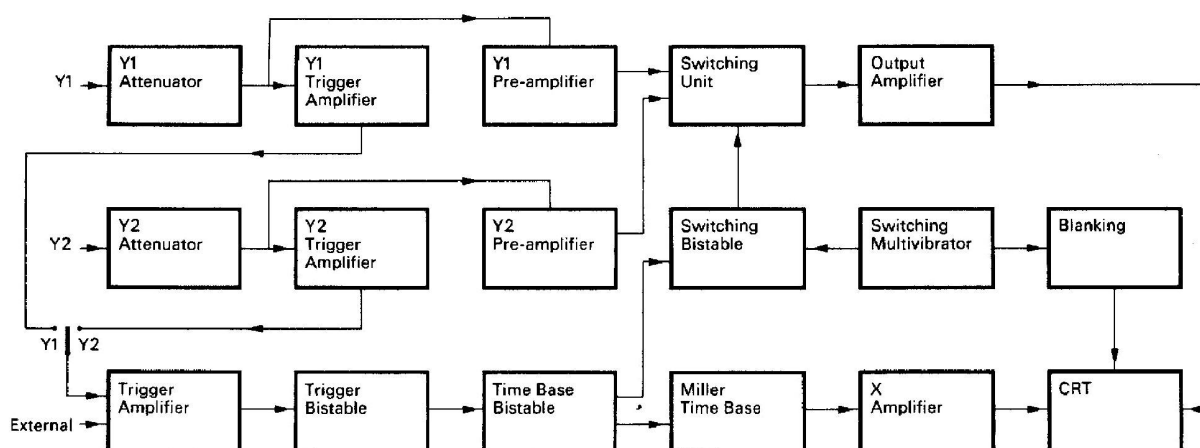 Y1
Y1
Attenuator
Y1
Trigger
Amplifier
Y1
Pre-amplifier
Switching
Unit
Output
Amplifier
Y2
Y2
Attenuator
Y2
Trigger
Amplifier
Y2
Pre-amplifier
Switching
Bistable
Switching
Multivibrator
Blanking
Y1 Y2
External
Trigger
Amplifier
Trigger
Bistable
Time Base
Bistable
Miller
Time Base
X
Amplifier
CRT